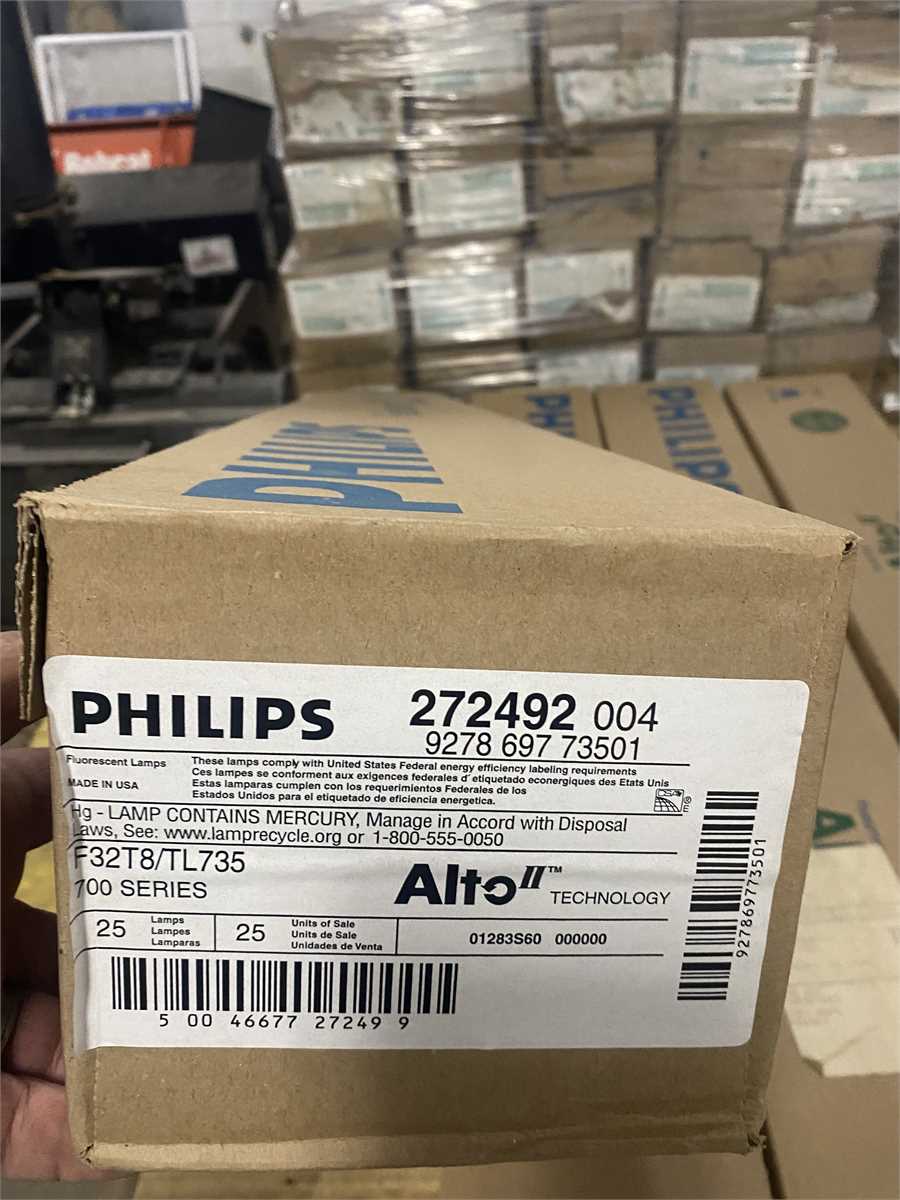 Bobcat
PHILIPS
PHILIPS
PHILIPS
PHILIPS
272492 004
9278 697 73501
Fluorescent Lamps
MADE IN USA
These lamps comply with United States Federal energy efficiency labeling requirements
Ces lampes se conforment aux exigences federales d´etiquetado econergiques des Etats Unis
Estas lamparas cumplen con los requerimientos Federales de los
Estados Unidos para el etiquetado de eficiencia energetica.
CSA
®
E
Hg - LAMP CONTAINS MERCURY, Manage in Accord with Disposal
Laws, See: www.lamprecycle.org or 1-800-555-0050
F32T8/TL735
700 SERIES
Alto II™ TECHNOLOGY
25
Lamps
Lampes
Lamparas
25
Units of Sale
Units de Sale
Unidades de Venta
01283S60 000000
927869773501
5 00 46677 27249 9